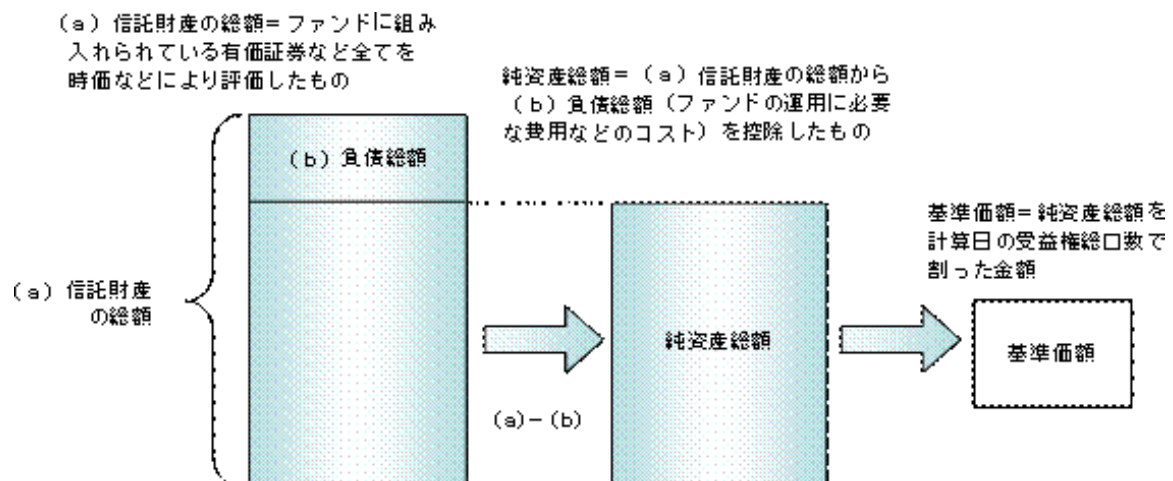 (a) 信託財産の総額=ファンドに組み
入れられている有価証券など全てを
時価などにより評価したもの
純資産総額=(a) 信託財産の総額から
(b) 負債総額(ファンドの運用に必要
な費用などのコスト)を控除したもの
(b) 負債総額
基準価額=純資産総額を
計算日の受益権総口数で
割った金額
(a) 信託財産
の総額
純資産総額
基準価額
(a)-(b)